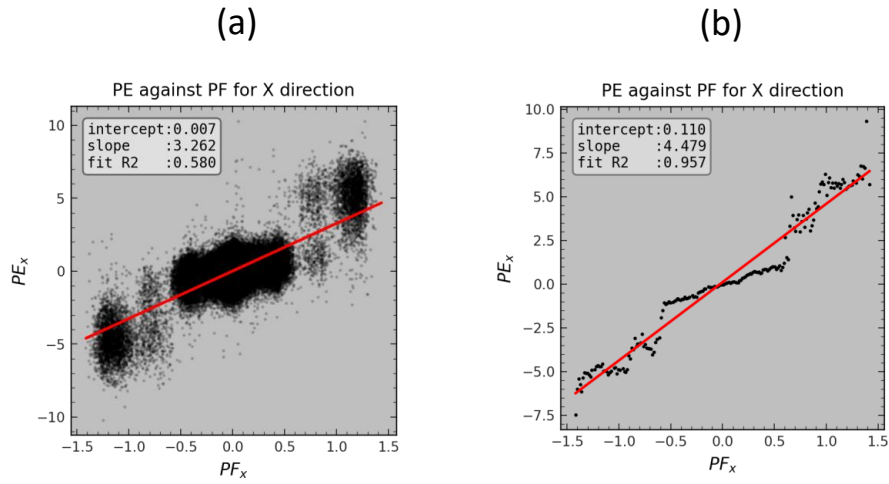 (a)
(b)
PE against PF for X direction
intercept:0.007
slope :3.262
fit R2 :0.580
10
5
0
−5
−10
PE_x
−1.5 −1.0 −0.5 0.0 0.5 1.0 1.5
PF_x
PE against PF for X direction
intercept:0.110
slope :4.479
fit R2 :0.957
10.0
7.5
5.0
2.5
0.0
−2.5
−5.0
−7.5
PE_x
−1.5 −1.0 −0.5 0.0 0.5 1.0 1.5
PF_x